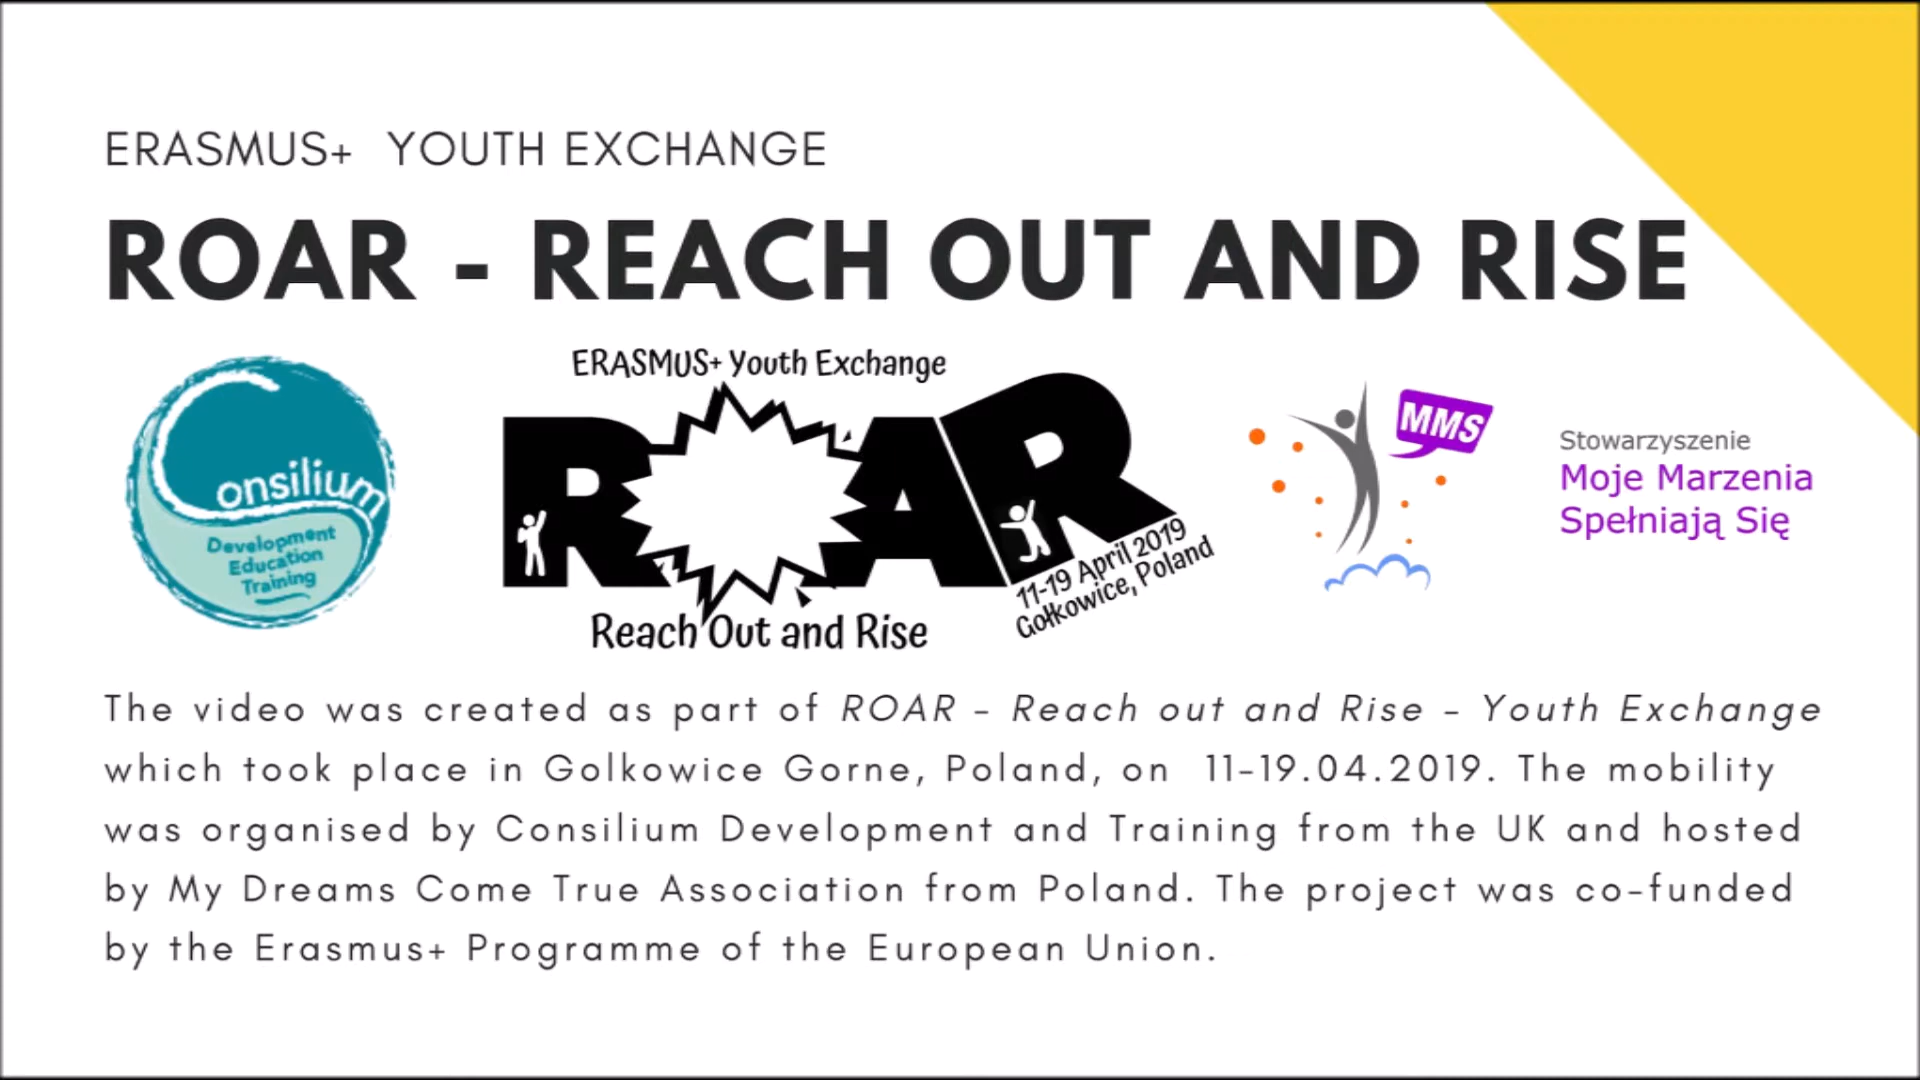 ERASMUS+ YOUTH EXCHANGE
ROAR - REACH OUT AND RISE
onsilium
Development
Education
Training
ERASMUS+ Youth Exchange
ROAR
11-19 April 2019
Gołkowice, Poland
Reach Out and Rise
MMS
Stowarzyszenie
Moje Marzenia
Spełniają Się
The video was created as part of ROAR - Reach out and Rise - Youth Exchange
which took place in Golkowice Gorne, Poland, on 11-19.04.2019. The mobility
was organised by Consilium Development and Training from the UK and hosted
by My Dreams Come True Association from Poland. The project was co-funded
by the Erasmus+ Programme of the European Union.